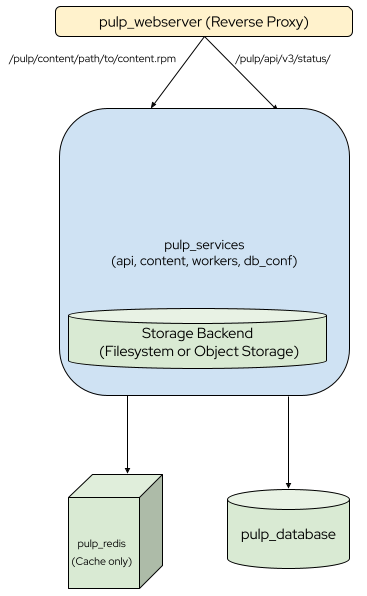 pulp_webserver (Reverse Proxy)
/pulp/content/path/to/content.rpm
/pulp/api/v3/status/
pulp_services
(api, content, workers, db_conf)
Storage Backend
(Filesystem or Object Storage)
pulp_redis
(Cache only)
pulp_database